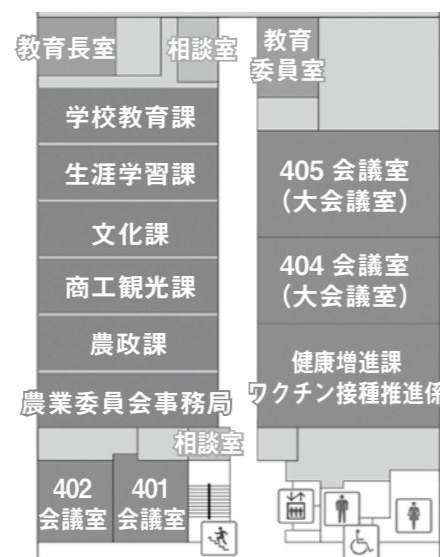 教育長室
相談室
学校教育課
生涯学習課
文化課
商工観光課
農政課
農業委員会事務局
相談室
402
会議室
401
会議室
教育
委員室
405 会議室
（大会議室）
404 会議室
（大会議室）
健康増進課
ワクチン接種推進係